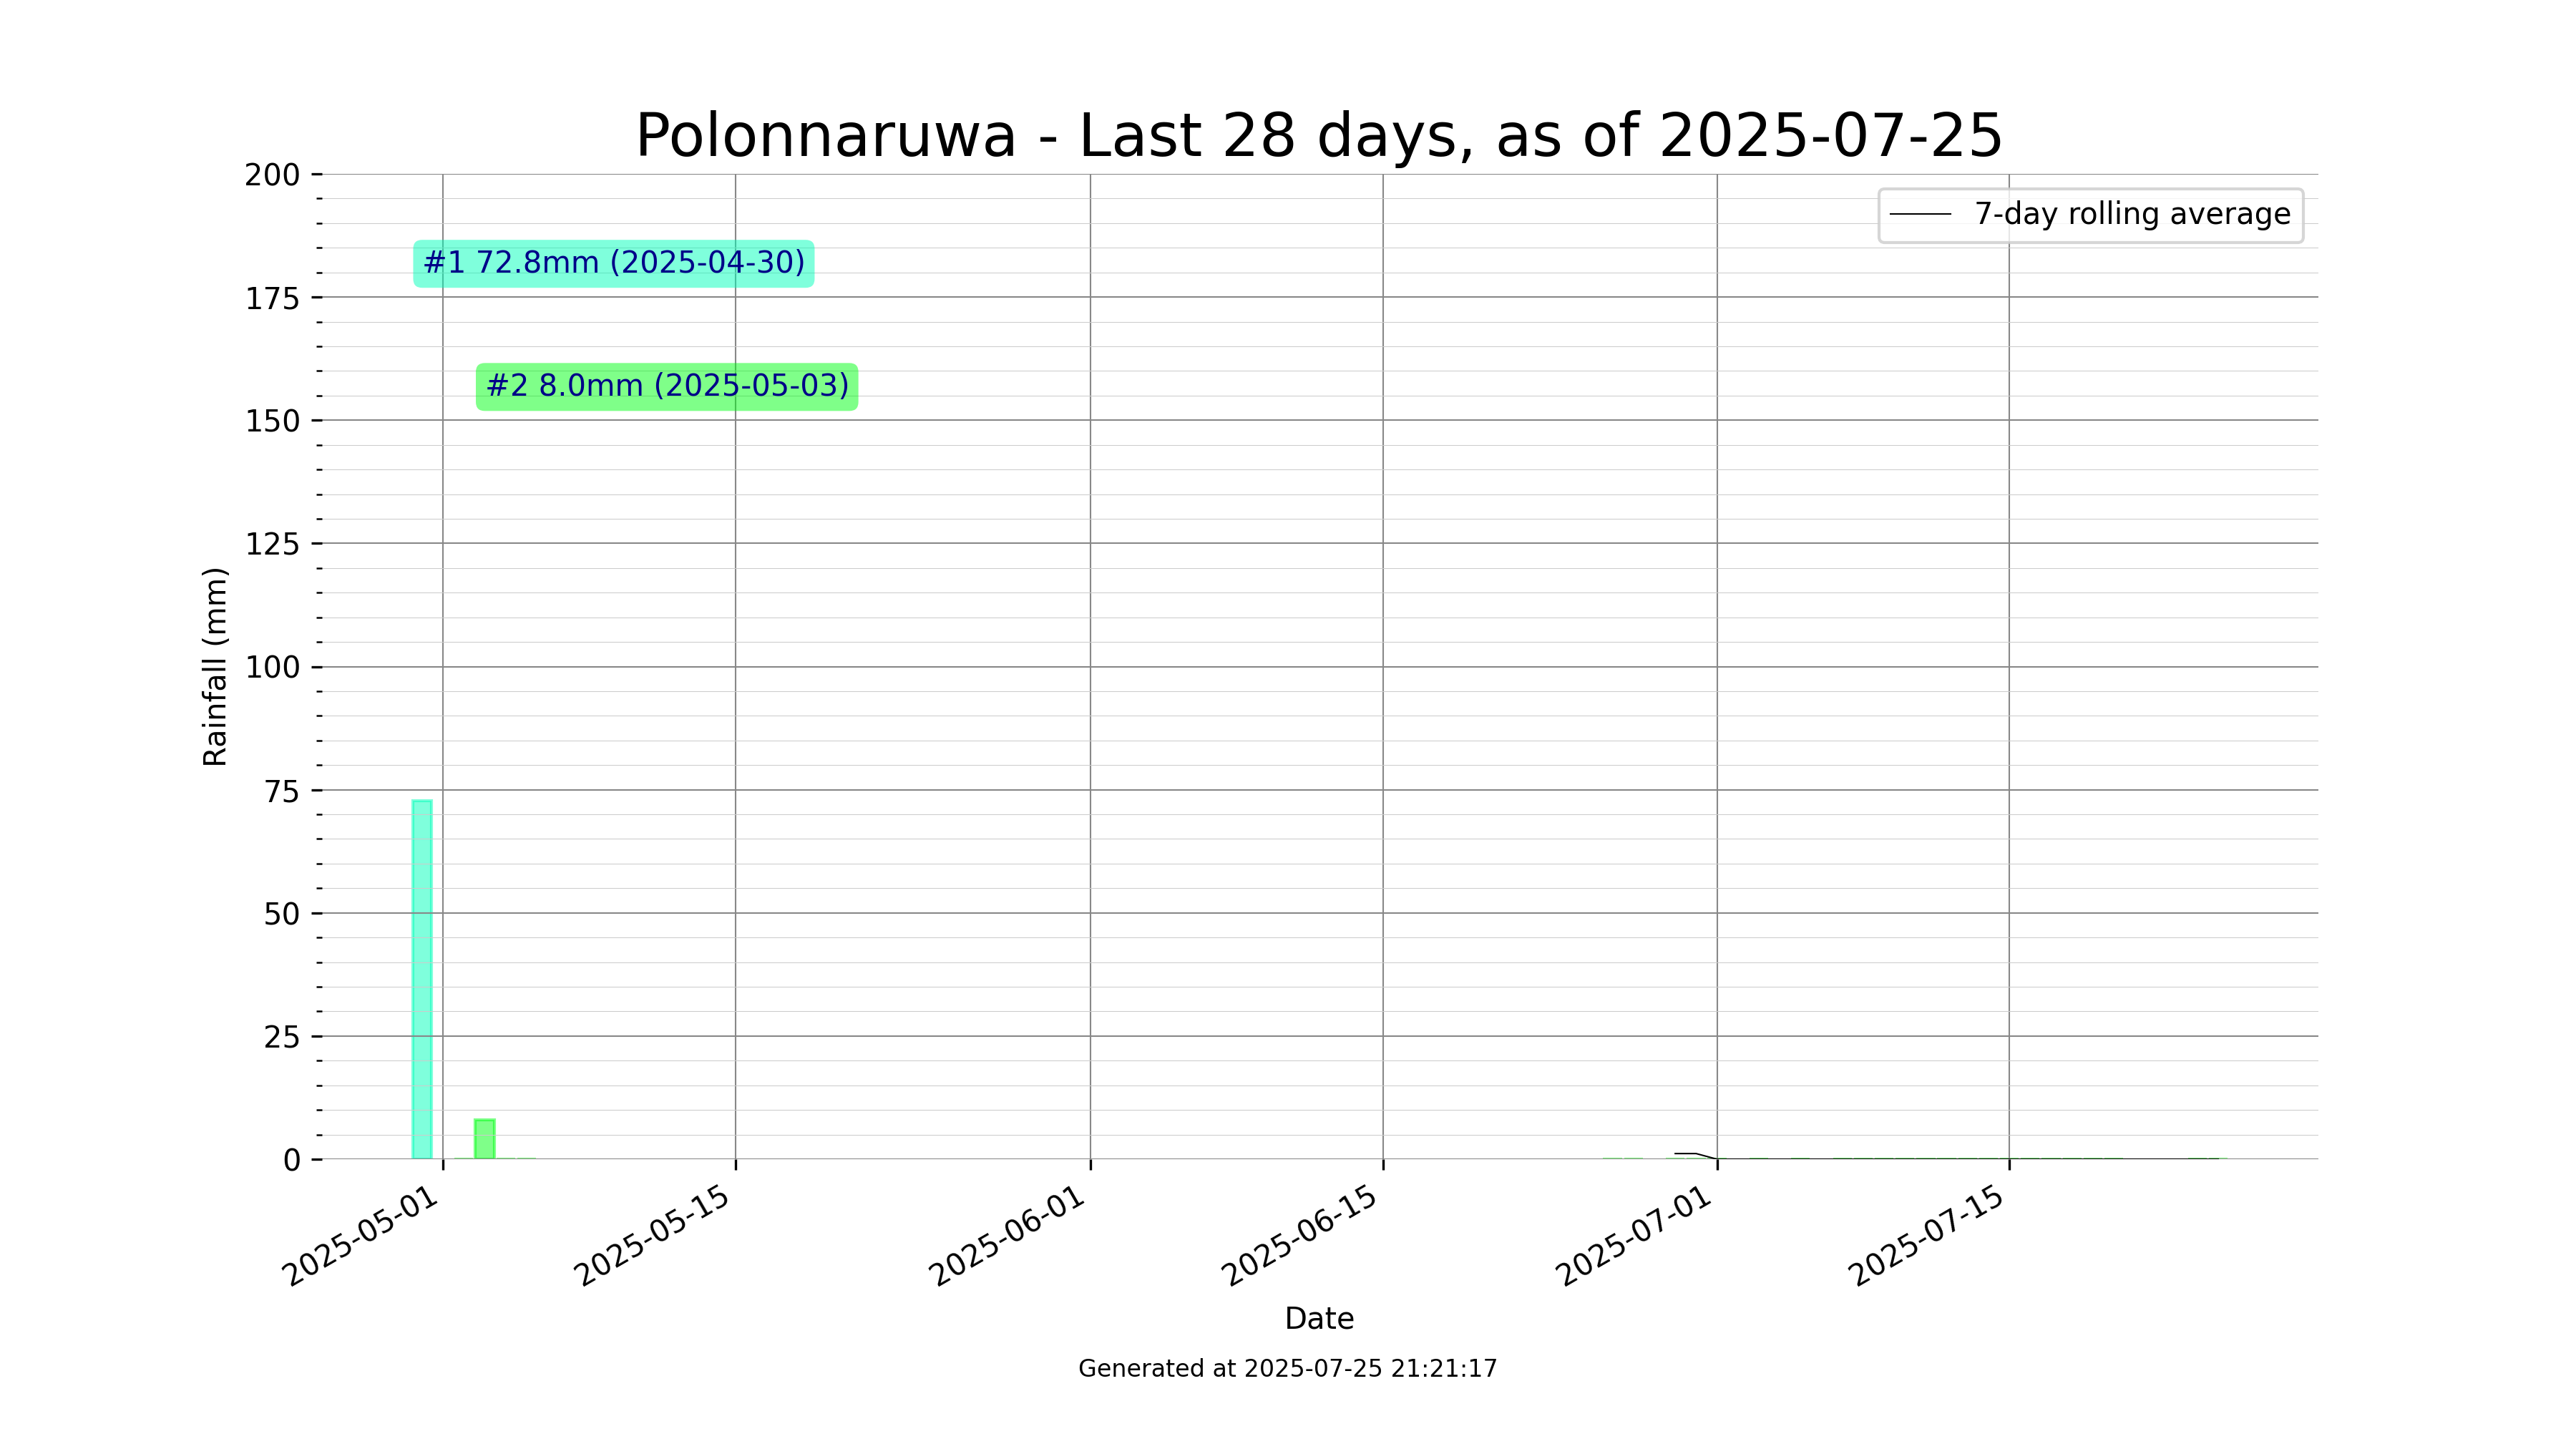 Polonnaruwa - Last 28 days, as of 2025-07-25
200
7-day rolling average
#1 72.8mm (2025-04-30)
175
#2 8.0mm (2025-05-03)
150
125
100
Rainfall (mm)
75
50
25
0
2025-05-01
2025-05-15
2025-06-01
2025-06-15
2025-07-01
2025-07-15
Date
Generated at 2025-07-25 21:21:17